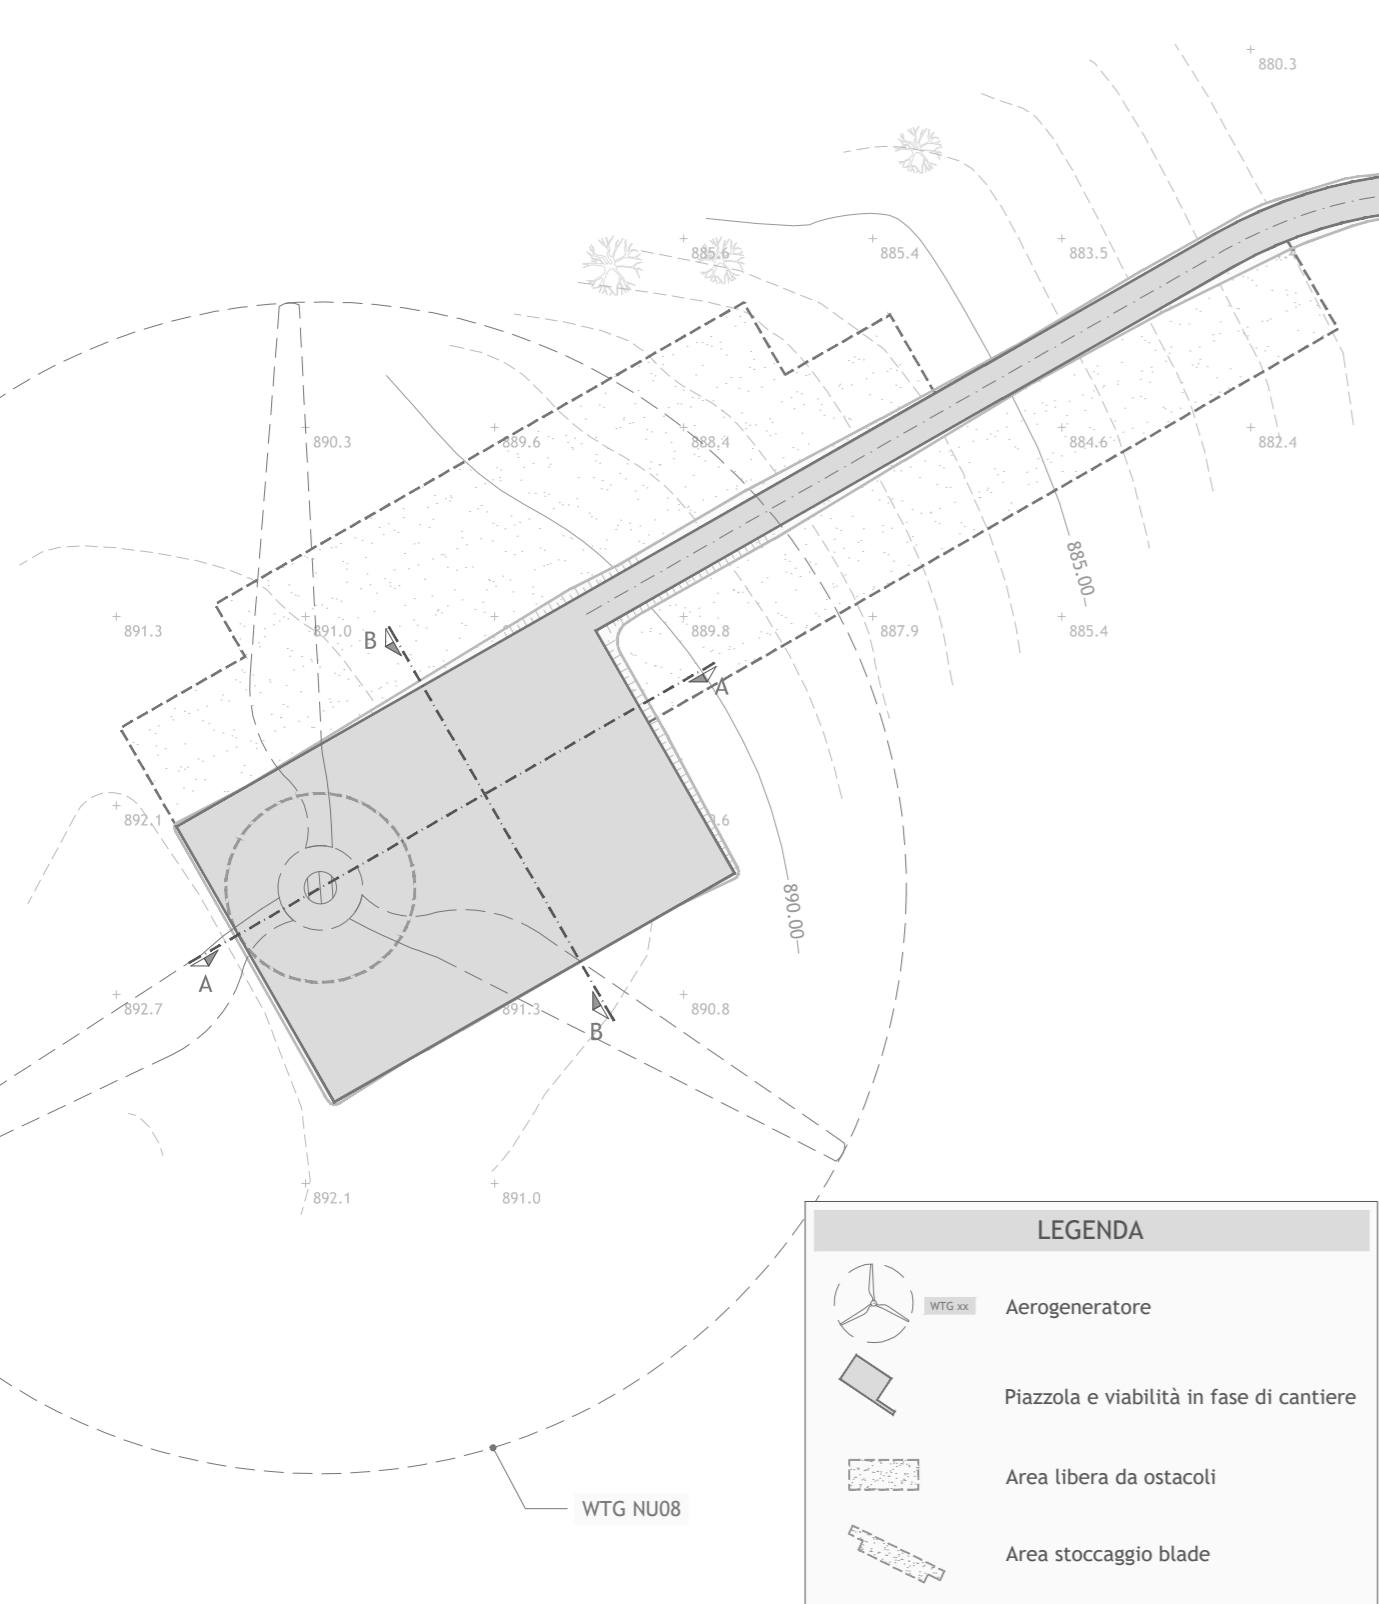 880.3
885.6
885.4
883.5
890.3
889.6
888.4
884.6
882.4
885.00
891.3
891.0
B
889.8
887.9
885.4
A
892.1
890.00
A
892.7
891.3
B
890.8
892.1
891.0
LEGENDA
WTG xx
Aerogeneratore
Piazzola e viabilità in fase di cantiere
Area libera da ostacoli
WTG NU08
Area stoccaggio blade